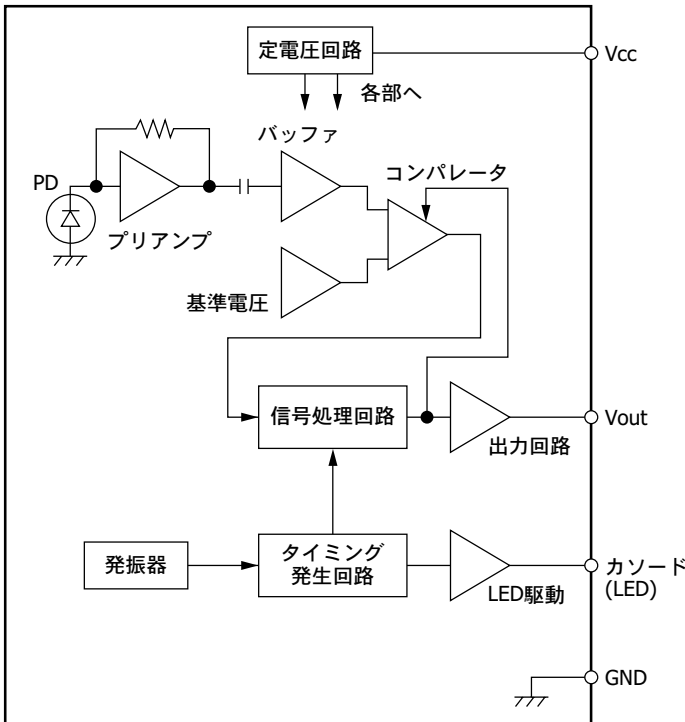 定電圧回路
Vcc
各部へ
バッファ
コンパレータ
PD
プリアンプ
基準電圧
信号処理回路
Vout
出力回路
発振器
タイミング
発生回路
LED駆動
カソード
(LED)
GND